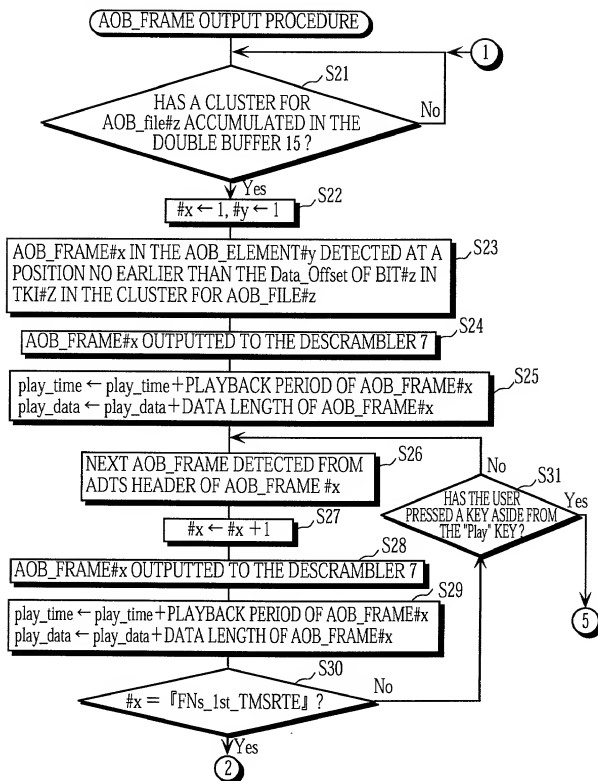 AOB_FRAME OUTPUT PROCEDURE
1
S21
HAS A CLUSTER FOR
AOB_file#z ACCUMULATED IN THE
DOUBLE BUFFER 15 ?
No
Yes
S22
#x ← 1, #y ← 1
S23
AOB_FRAME#x IN THE AOB_ELEMENT#y DETECTED AT A
POSITION NO EARLIER THAN THE Data_Offset OF BIT#z IN
TKI#Z IN THE CLUSTER FOR AOB_FILE#z
S24
AOB_FRAME#x OUTPUTTED TO THE DESCRAMBLER 7
S25
play_time ← play_time+PLAYBACK PERIOD OF AOB_FRAME#x
play_data ← play_data+DATA LENGTH OF AOB_FRAME#x
S26
NEXT AOB_FRAME DETECTED FROM
ADTS HEADER OF AOB_FRAME #x
No
S31
HAS THE USER
PRESSED A KEY ASIDE FROM
THE "Play" KEY ?
Yes
5
S27
#x ← #x +1
S28
AOB_FRAME#x OUTPUTTED TO THE DESCRAMBLER 7
S29
play_time ← play_time+PLAYBACK PERIOD OF AOB_FRAME#x
play_data ← play_data+DATA LENGTH OF AOB_FRAME#x
S30
#x = 『FNs_1st_TMSRTE』 ?
No
Yes
2